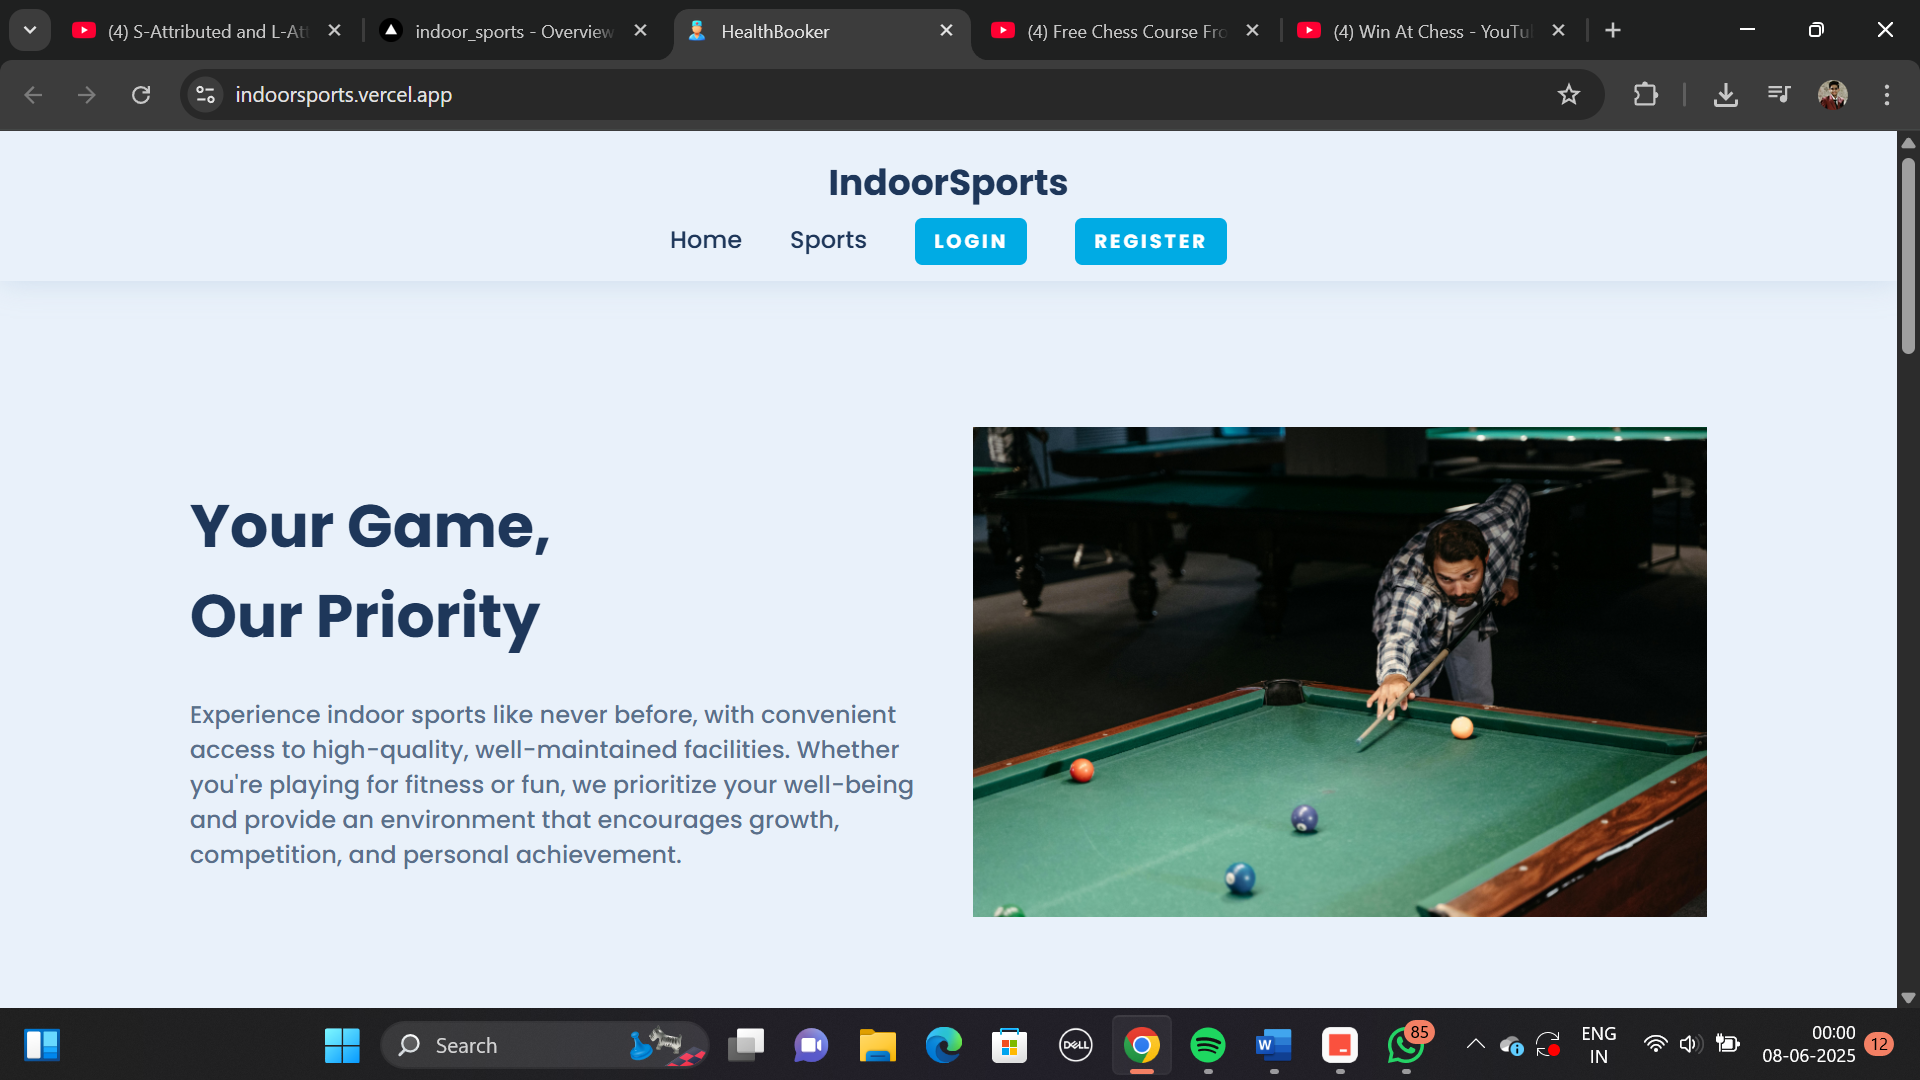 (4) S-Attributed and L-Att
indoor_sports - Overview
HealthBooker
(4) Free Chess Course Fro
(4) Win At Chess - YouTu
indoorsports.vercel.app
IndoorSports
Home
Sports
LOGIN
REGISTER
Your Game,
Our Priority
Experience indoor sports like never before, with convenient
access to high-quality, well-maintained facilities. Whether
you're playing for fitness or fun, we prioritize your well-being
and provide an environment that encourages growth,
competition, and personal achievement.
Search
DELL
W
85
ENG
IN
00:00
08-06-2025
12